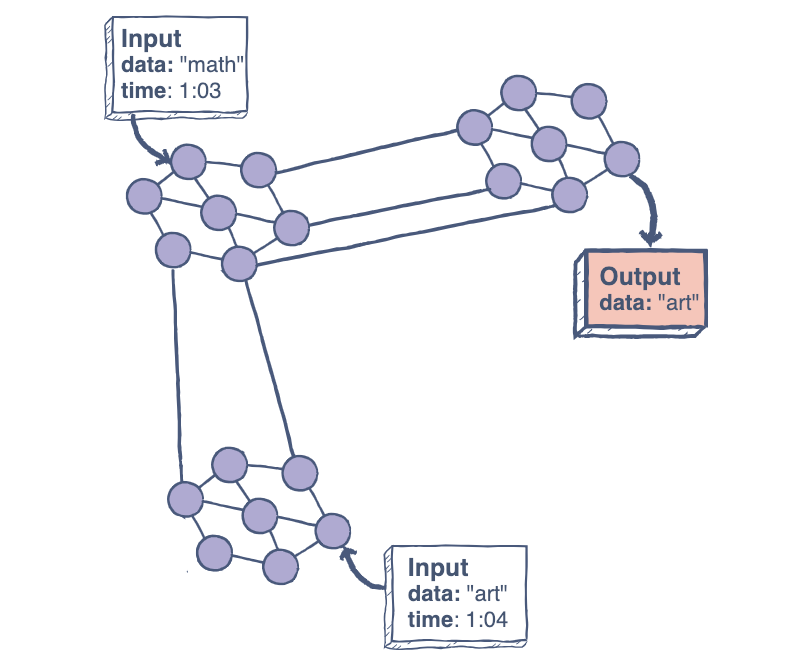 Input
data: "math"
time: 1:03
Output
data: "art"
Input
data: "art"
time: 1:04